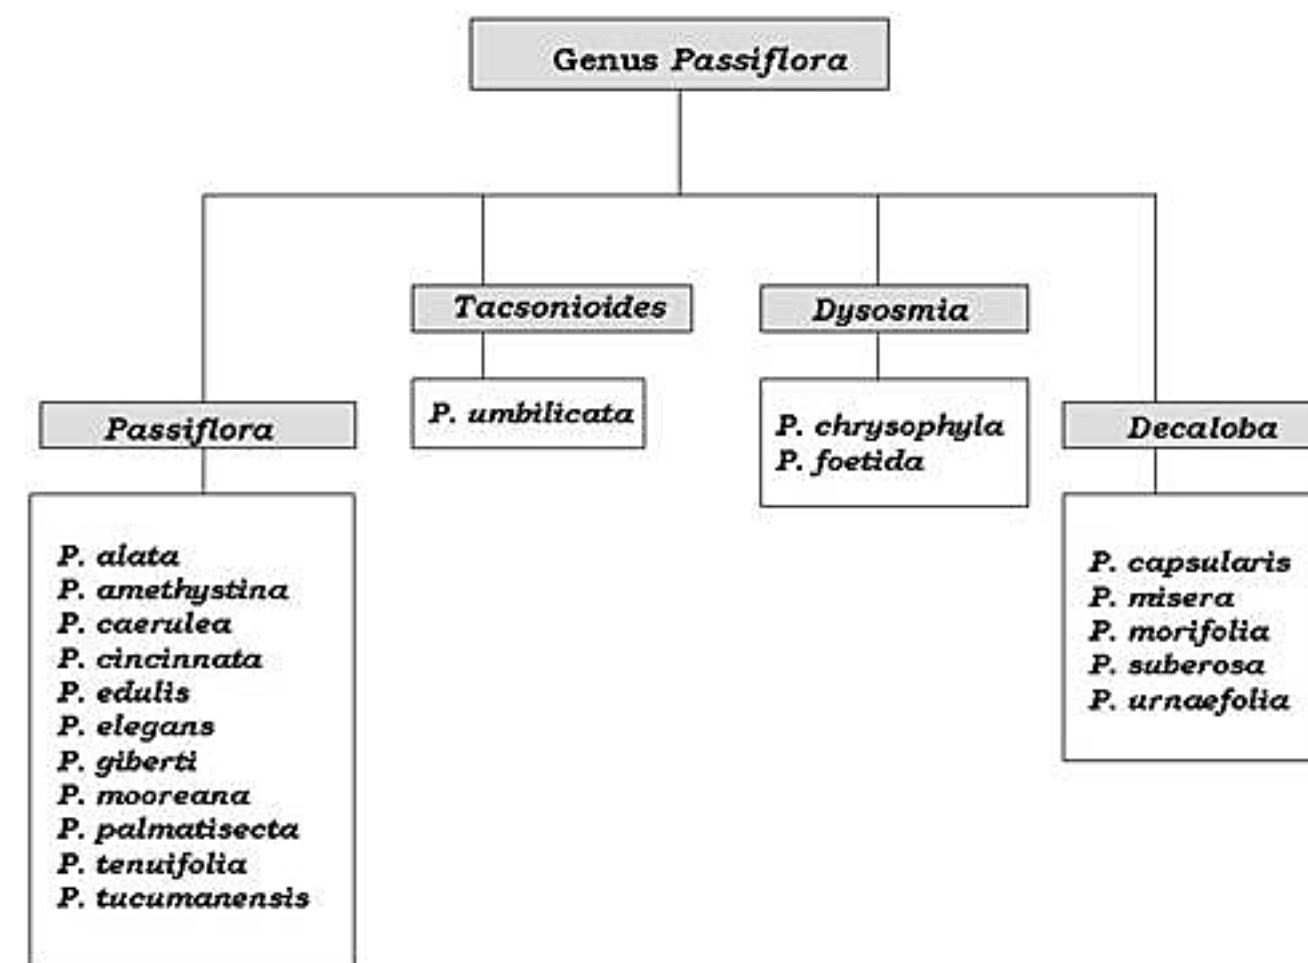 Genus Passiflora
Tacsonioides
Dysosmia
P. umbilicata
P. chrysophyla
P. foetida
Passiflora
Decaloba
P. alata
P. amethystina
P. caerulea
P. cincinnata
P. edulis
P. elegans
P. giberti
P. mooreana
P. palmatisecta
P. tenuifolia
P. tucumanensis
P. capsularis
P. misera
P. morifolia
P. suberosa
P. urnaefolia